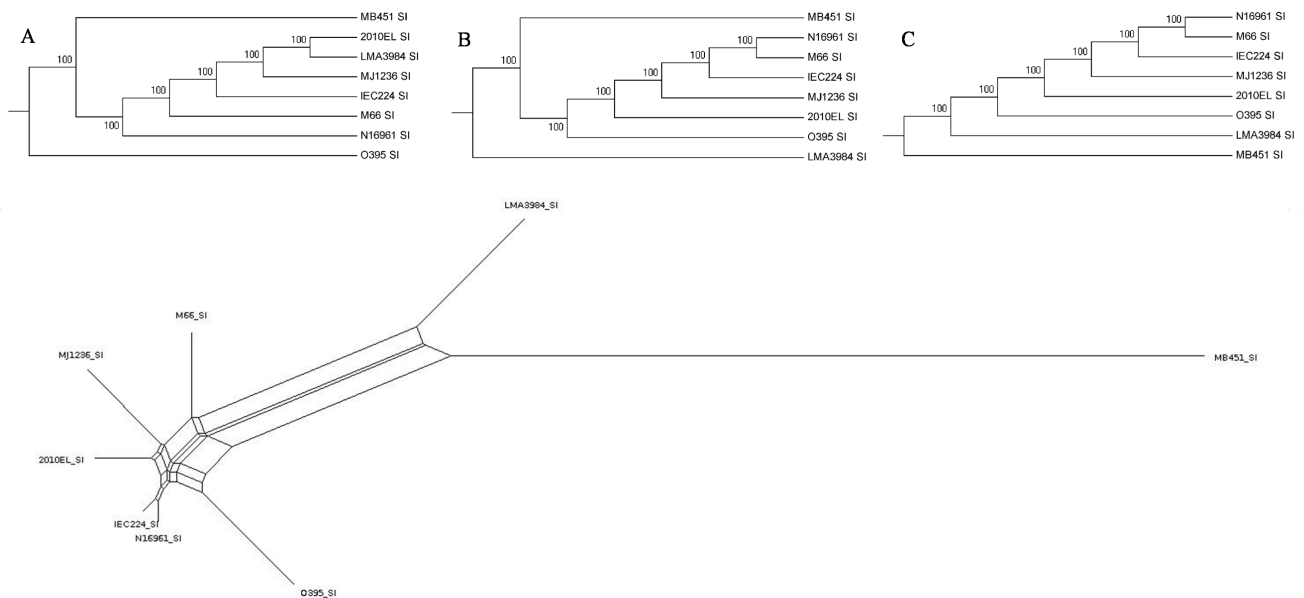 A
MB451 SI
2010EL SI
LMA3984 SI
MJ1236 SI
IEC224 SI
M66 SI
N16961 SI
O395 SI
100
100
100
100
100
100
B
MB451 SI
N16961 SI
M66 SI
IEC224 SI
MJ1236 SI
2010EL SI
O395 SI
LMA3984 SI
100
100
100
100
100
100
C
N16961 SI
M66 SI
IEC224 SI
MJ1236 SI
2010EL SI
O395 SI
LMA3984 SI
MB451 SI
100
100
100
100
100
100
LMA3984_SI
M66_SI
MJ1236_SI
MB451_SI
2010EL_SI
IEC224_SI
N16961_SI
O395_SI